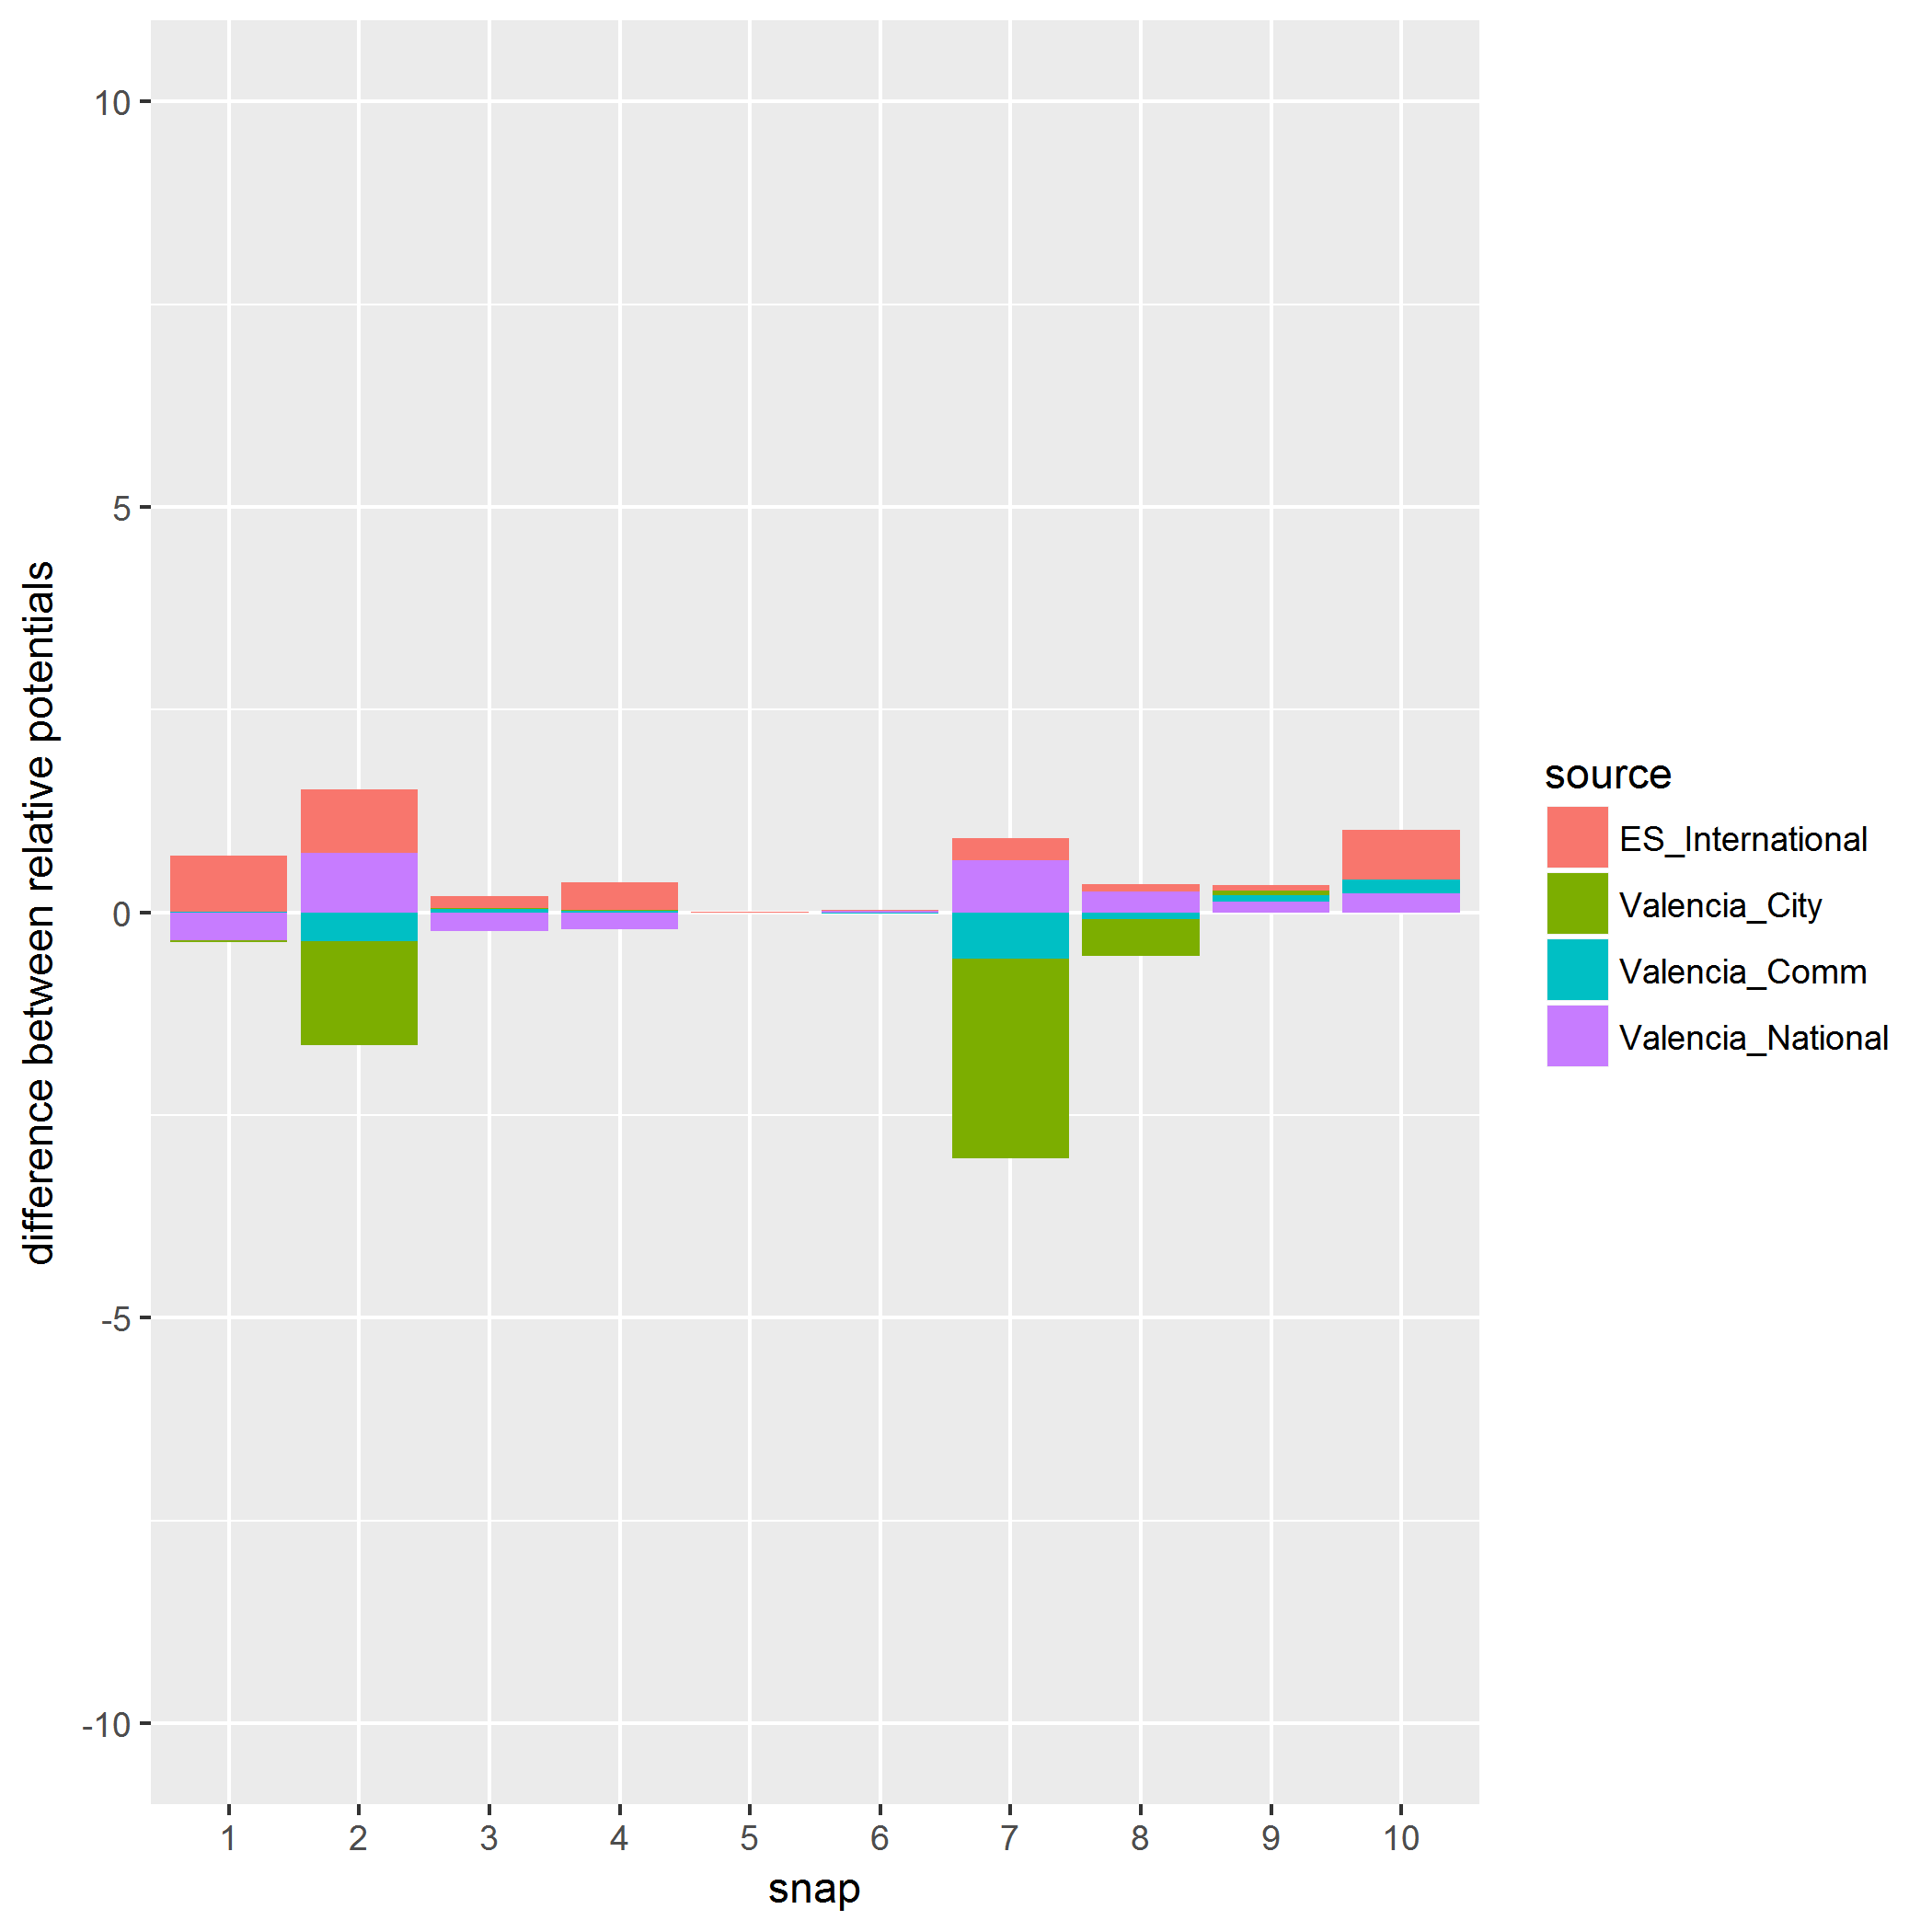 10
5
0
-5
-10
difference between relative potentials
1 2 3 4 5 6 7 8 9 10
snap
source
ES_International
Valencia_City
Valencia_Comm
Valencia_National